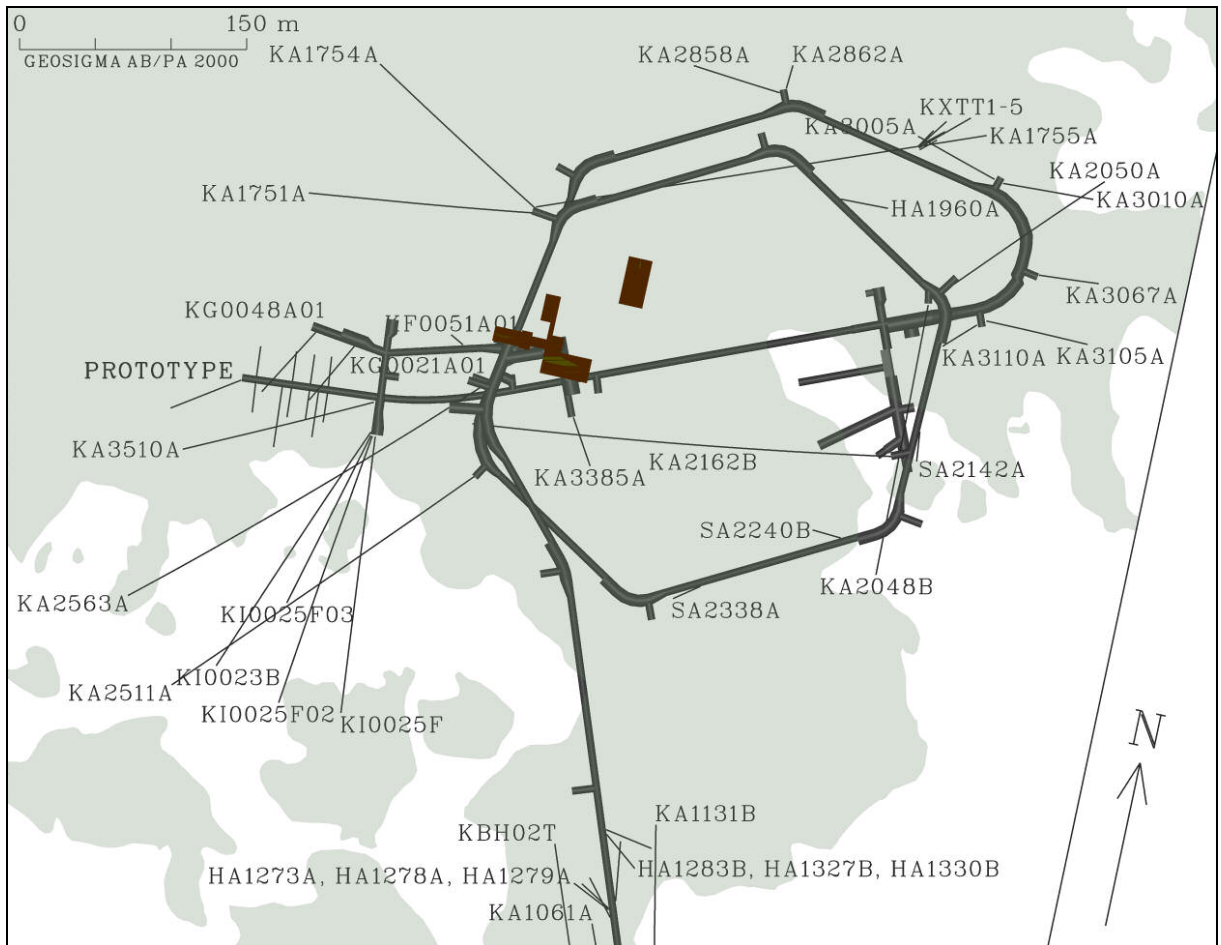 0 150 m
GEOSIGMA AB/PA 2000
KA1754A
KA2858A
KA2862A
KXTT1-5
KA3005A
KA1755A
KA2050A
KA1751A
KA3010A
HA1960A
KA3067A
KG0048A01
KF0051A01
KA3110A
KA3105A
PROTOTYPE
KG0021A01
KA3510A
KA2162B
KA3385A
SA2142A
SA2240B
KA2048B
KA2563A
KI0025F03
SA2338A
KI0023B
KA2511A
KI0025F02
KI0025F
N
KA1131B
KBH02T
HA1283B, HA1327B, HA1330B
HA1273A, HA1278A, HA1279A
KA1061A